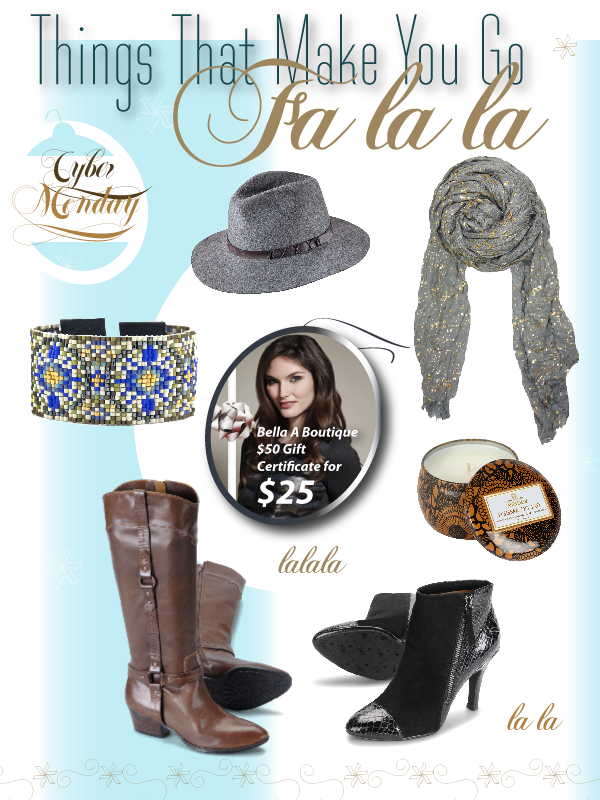 Things That Make You Go
Fa la la
Cyber
Monday
Bella A Boutique
$50 Gift
Certificate for
$25
lalala
la la